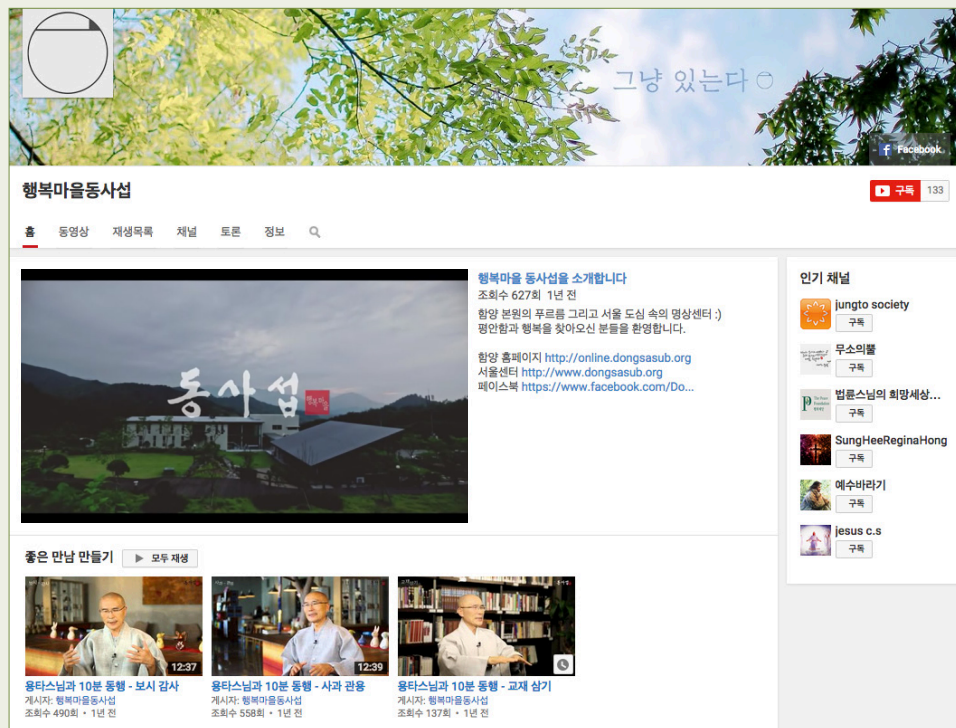 그냥 있는다
Facebook
행복마을동사섭
구독 133
홈 동영상 재생목록 채널 토론 정보
동사섭 행복마을
행복마을 동사섭을 소개합니다
조회수 627회 1년 전
함양 본원의 푸르름 그리고 서울 도심 속의 명상센터 :)
평안함과 행복을 찾아오신 분들을 환영합니다.
함양 홈페이지 http://online.dongsasub.org
서울센터 http://www.dongsasub.org
페이스북 https://www.facebook.com/Do...
인기 채널
jungto society
구독
무소의뿔
구독
법륜스님의 희망세상...
구독
SungHeeReginaHong
구독
예수바라기
구독
jesus c.s
구독
좋은 만남 만들기 모두 재생
12:37
용타스님과 10분 동행 - 보시 감사
게시자: 행복마을동사섭
조회수 490회 • 1년 전
12:39
용타스님과 10분 동행 - 사과 관용
게시자: 행복마을동사섭
조회수 558회 • 1년 전
용타스님과 10분 동행 - 교재 삼기
게시자: 행복마을동사섭
조회수 137회 • 1년 전